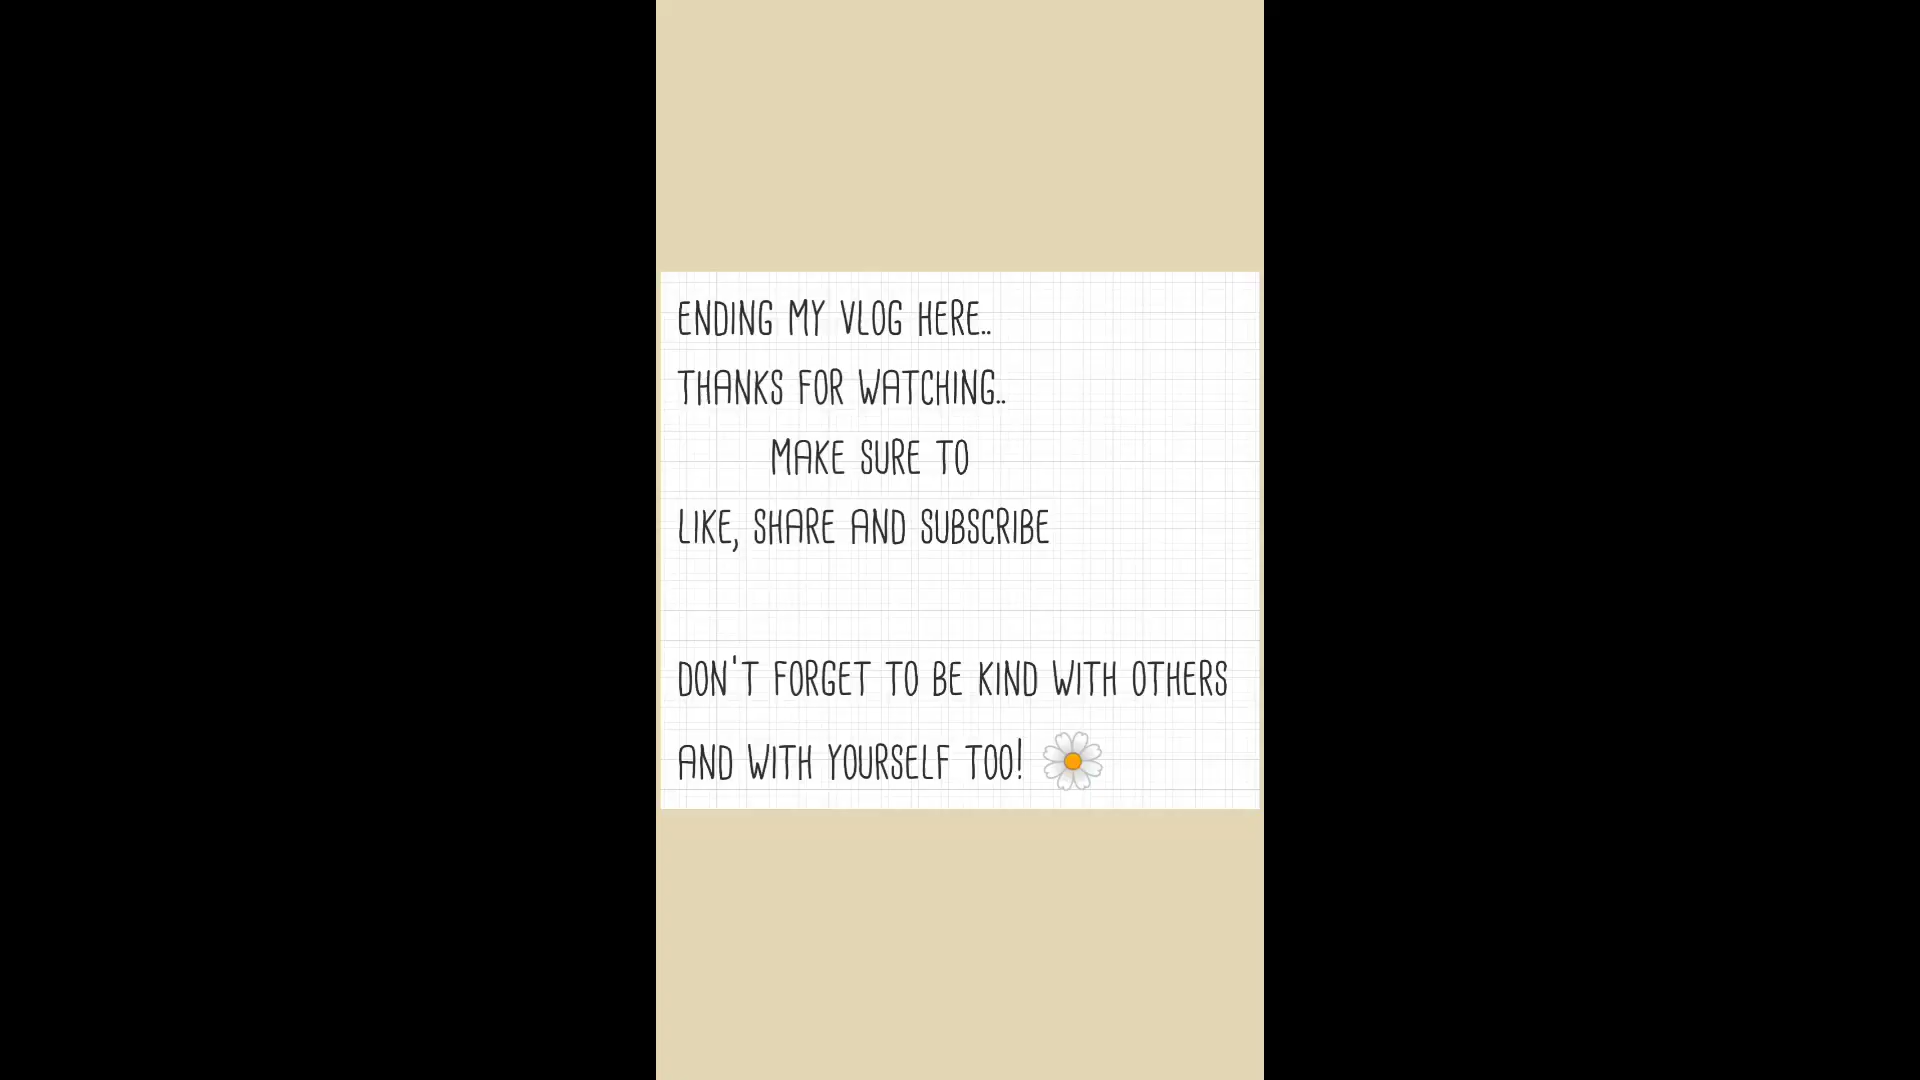 ENDING MY VLOG HERE..
THANKS FOR WATCHING..
MAKE SURE TO
LIKE, SHARE AND SUBSCRIBE
DON'T FORGET TO BE KIND WITH OTHERS
AND WITH YOURSELF TOO! 🌼